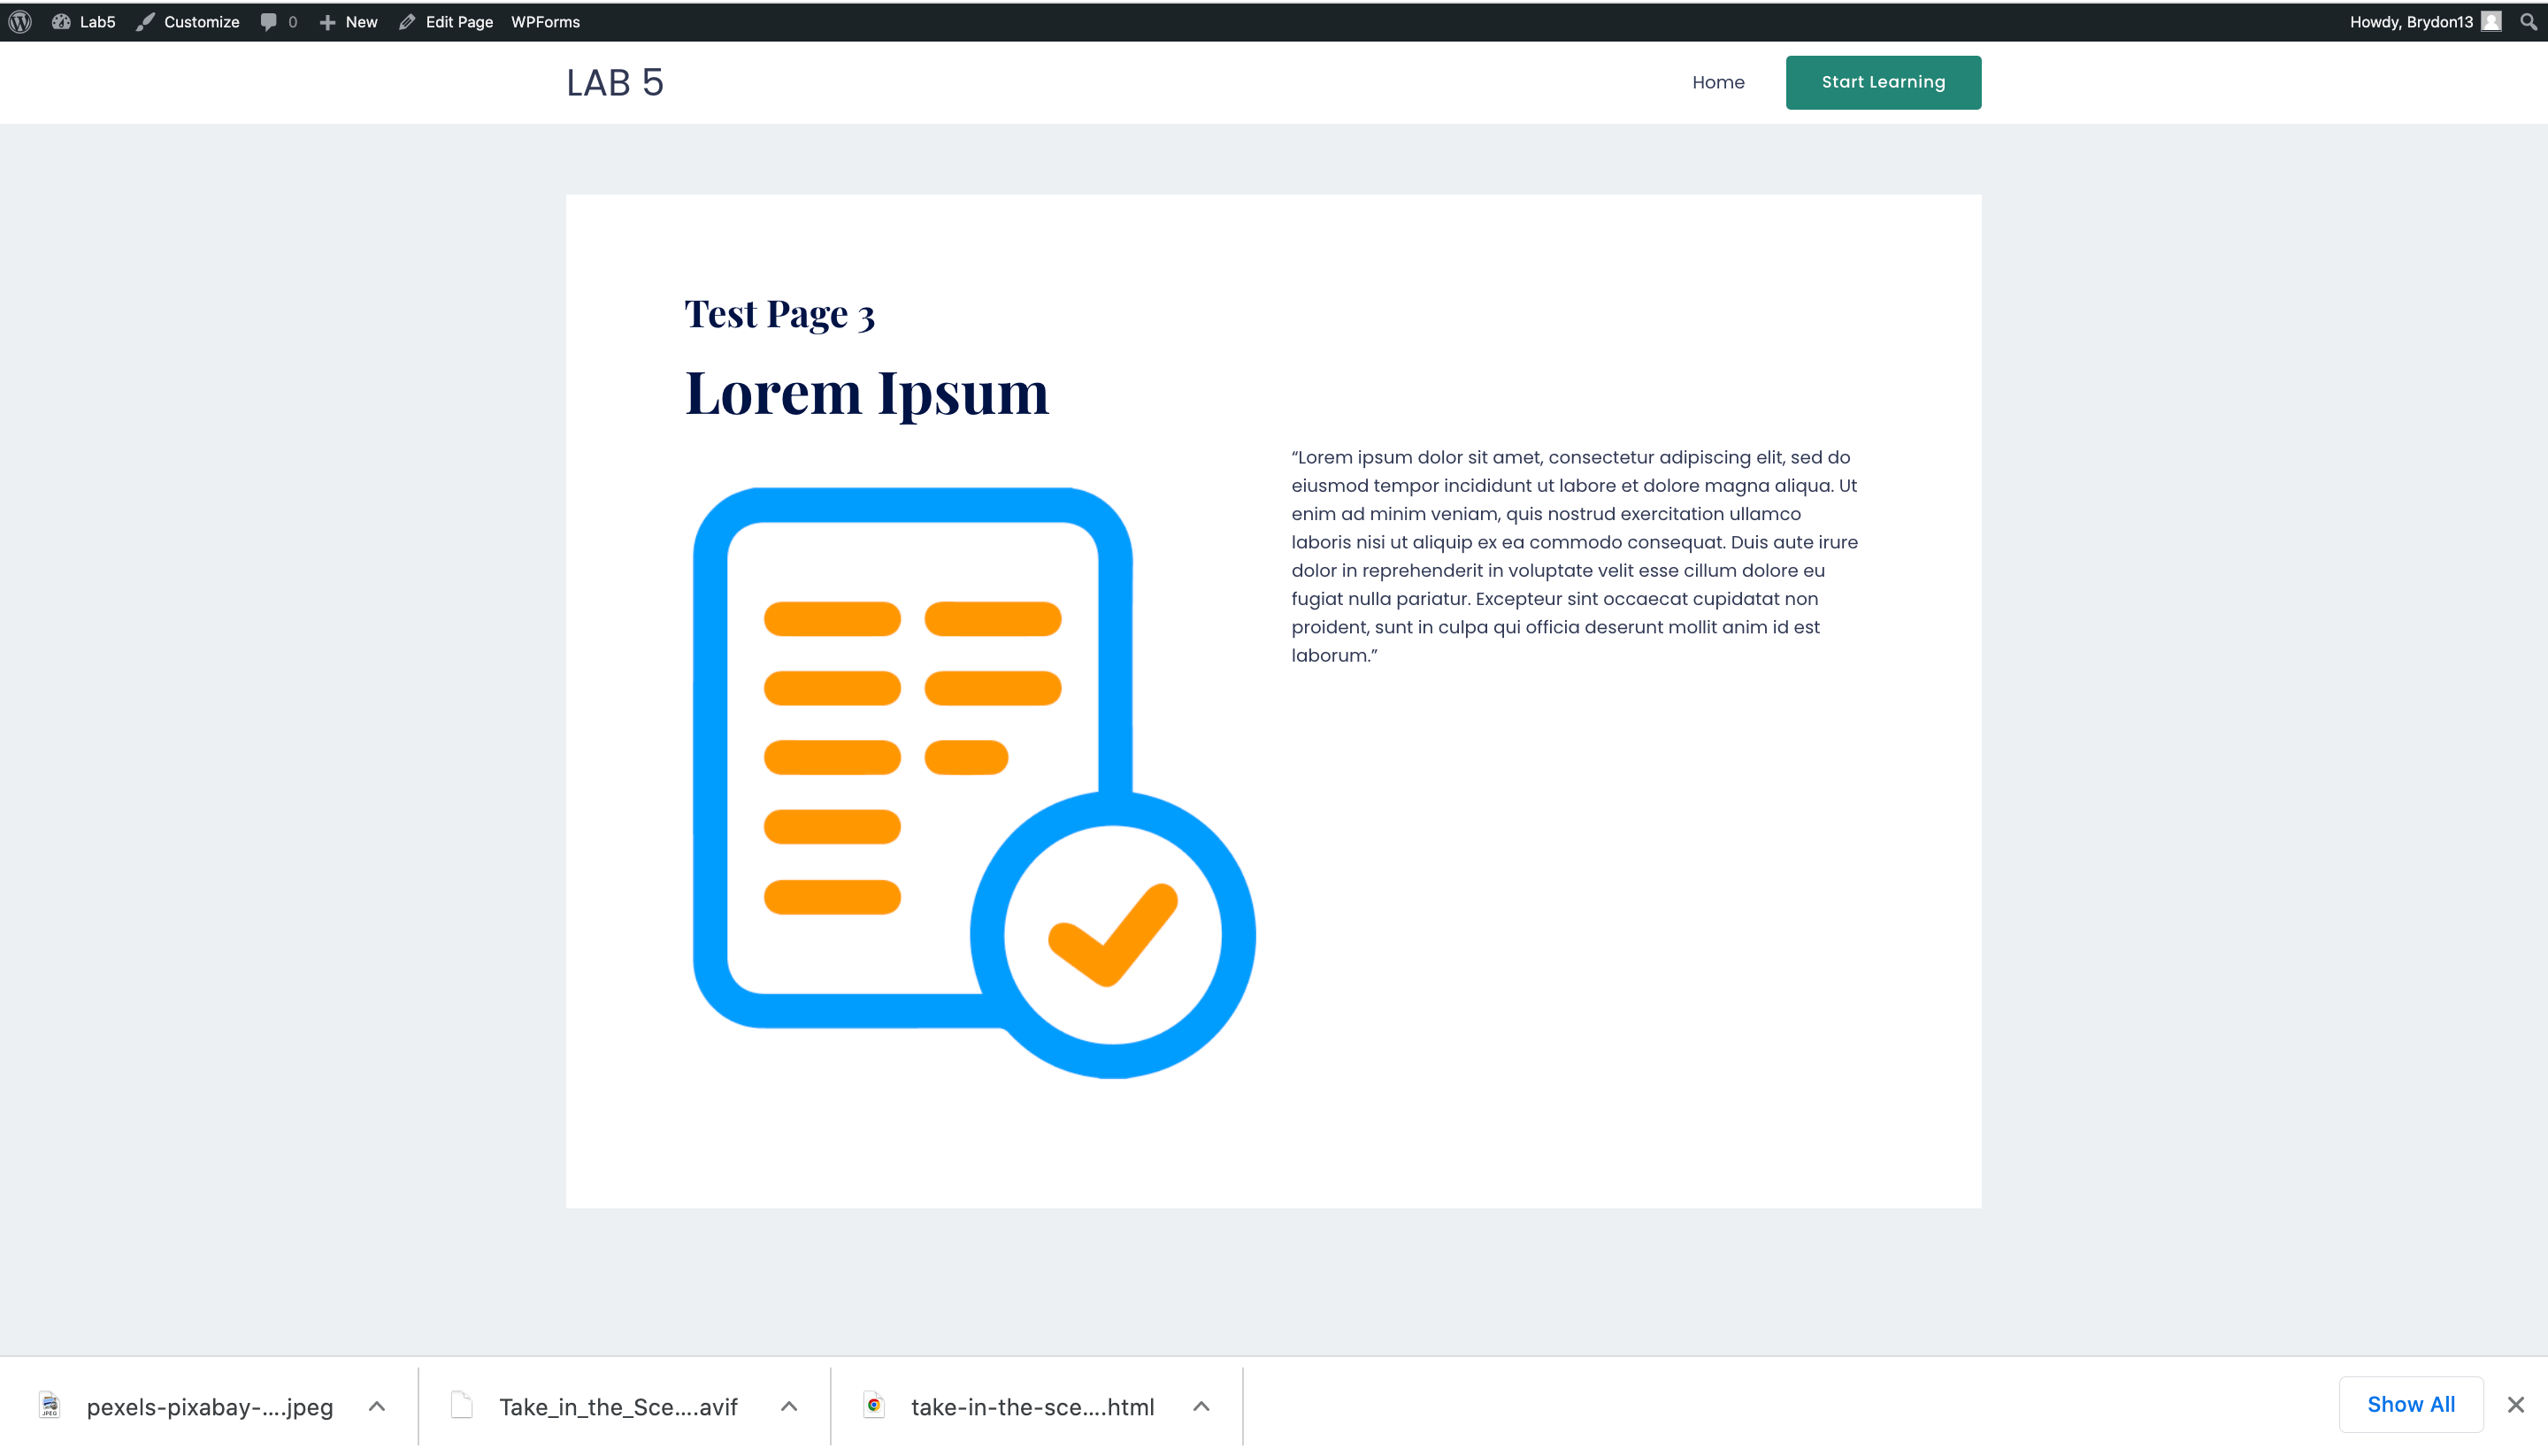 Lab5 Customize 0 New Edit Page WPForms Howdy, Brydon13
LAB 5 Home Start Learning
Test Page 3
Lorem Ipsum
“Lorem ipsum dolor sit amet, consectetur adipiscing elit, sed do
eiusmod tempor incididunt ut labore et dolore magna aliqua. Ut
enim ad minim veniam, quis nostrud exercitation ullamco
laboris nisi ut aliquip ex ea commodo consequat. Duis aute irure
dolor in reprehenderit in voluptate velit esse cillum dolore eu
fugiat nulla pariatur. Excepteur sint occaecat cupidatat non
proident, sunt in culpa qui officia deserunt mollit anim id est
laborum.”
JPEG pexels-pixabay-....jpeg Take_in_the_Sce....avif take-in-the-sce....html Show All